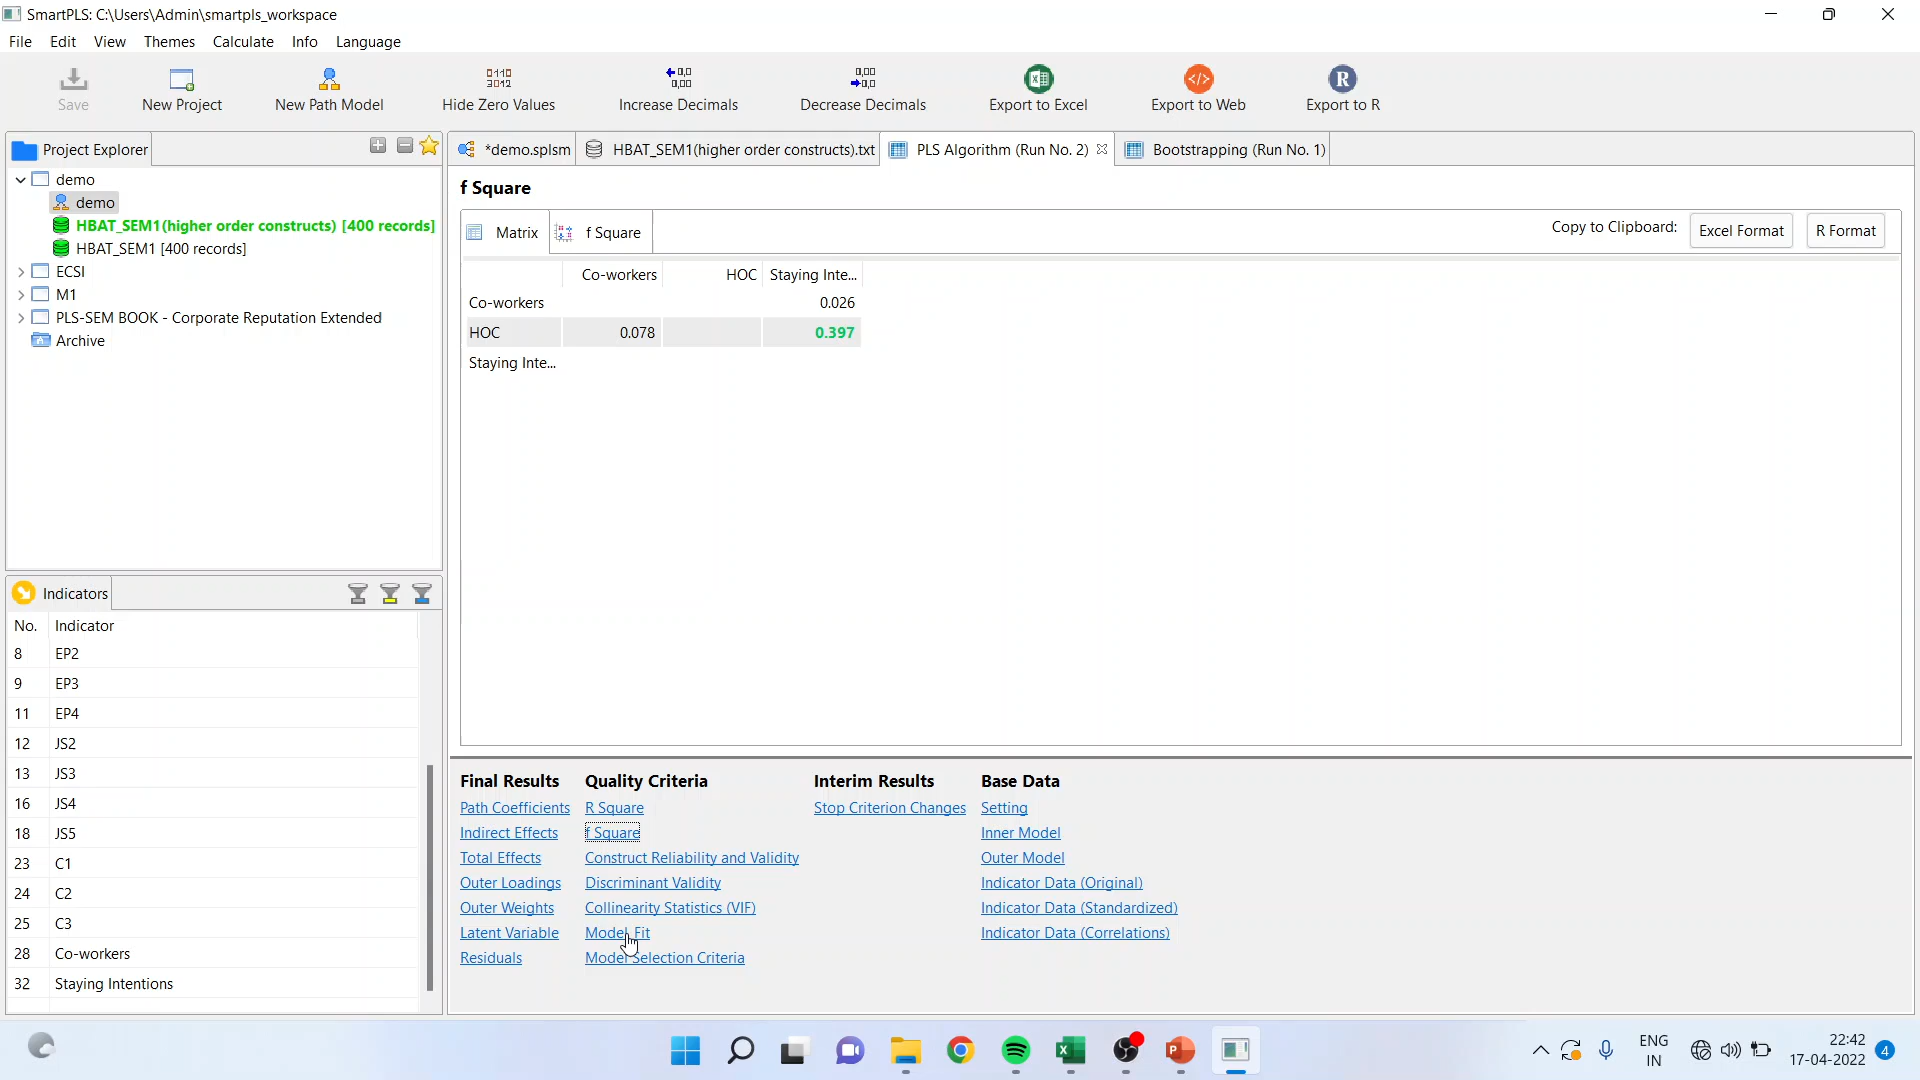 SmartPLS: C:\Users\Admin\smartpls_workspace
File Edit View Themes Calculate Info Language
Save New Project New Path Model Hide Zero Values Increase Decimals Decrease Decimals Export to Excel Export to Web Export to R
Project Explorer
demo
demo
HBAT_SEM1(higher order constructs) [400 records]
HBAT_SEM1 [400 records]
ECSI
M1
PLS-SEM BOOK - Corporate Reputation Extended
Archive
*demo.splsm HBAT_SEM1(higher order constructs).txt PLS Algorithm (Run No. 2) Bootstrapping (Run No. 1)
f Square
Matrix f Square Copy to Clipboard: Excel Format R Format
Co-workers HOC Staying Inte...
Co-workers 0.026
HOC 0.078 0.397
Staying Inte...
Indicators
No. Indicator
8 EP2
9 EP3
11 EP4
12 JS2
13 JS3
16 JS4
18 JS5
23 C1
24 C2
25 C3
28 Co-workers
32 Staying Intentions
Final Results Quality Criteria Interim Results Base Data
Path Coefficients R Square Stop Criterion Changes Setting
Indirect Effects f Square Inner Model
Total Effects Construct Reliability and Validity Outer Model
Outer Loadings Discriminant Validity Indicator Data (Original)
Outer Weights Collinearity Statistics (VIF) Indicator Data (Standardized)
Latent Variable Model Fit Indicator Data (Correlations)
Residuals Model Selection Criteria
ENG
IN
22:42
17-04-2022
4